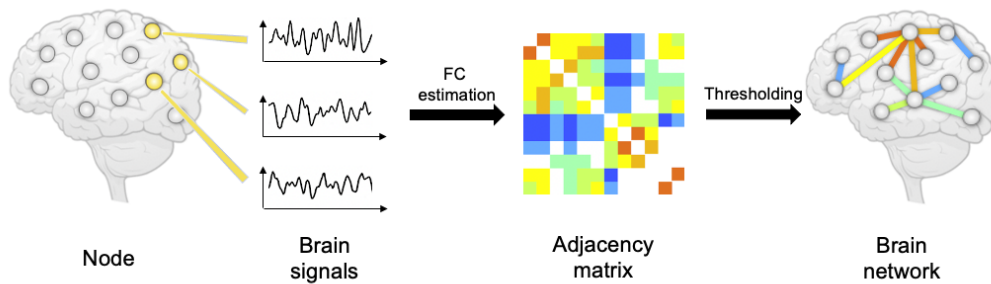 FC
estimation
Thresholding
Node
Brain
signals
Adjacency
matrix
Brain
network